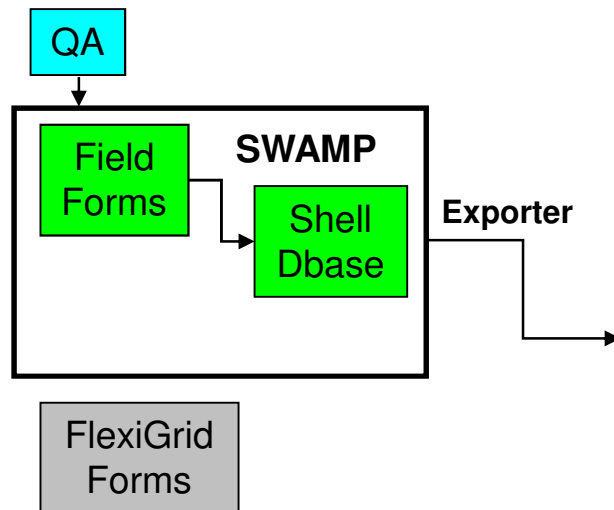 QA
SWAMP
Field
Forms
Shell
Dbase
Exporter
FlexiGrid
Forms